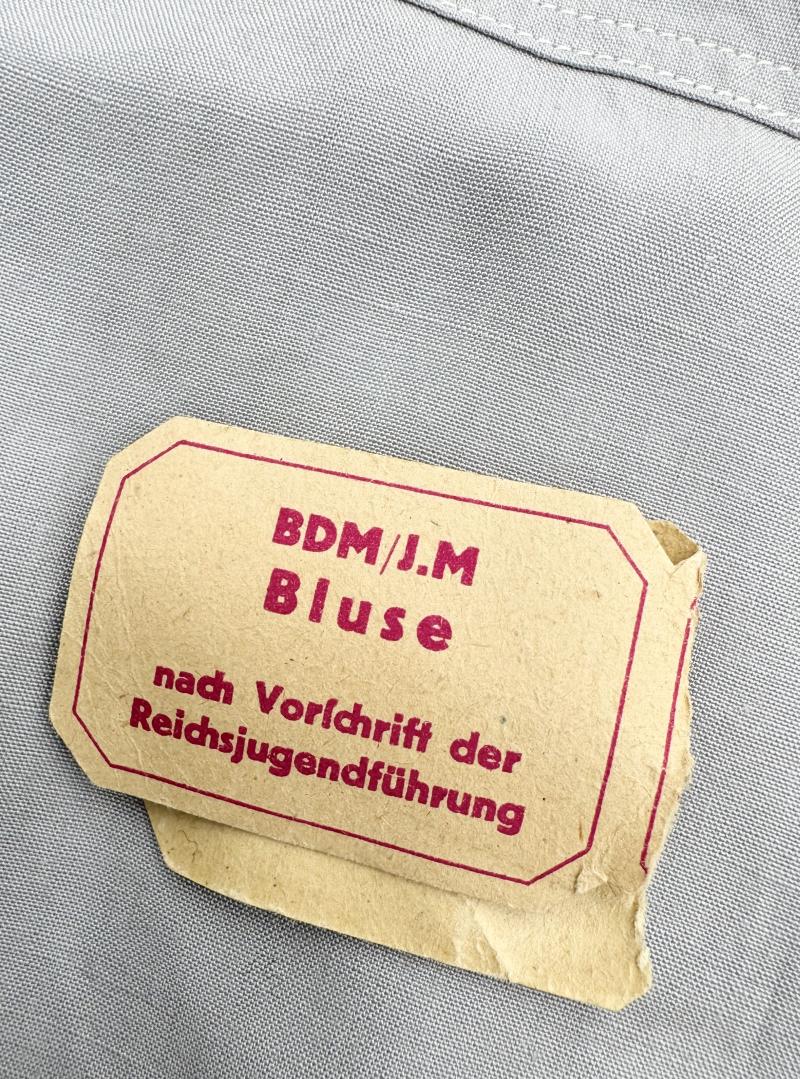 BDM/J.M
Bluse
nach Vorſchrift der
Reichsjugendführung